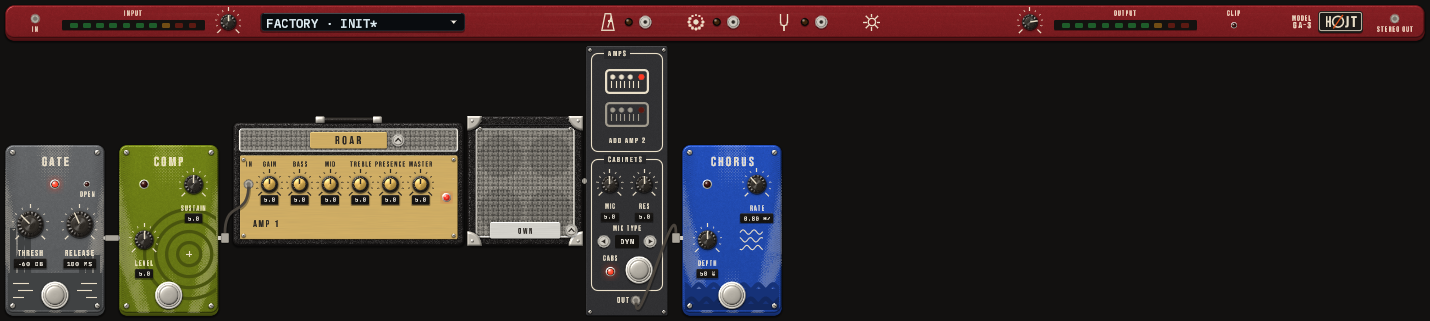 IN
INPUT
FACTORY · INIT*
OUTPUT
CLIP
MODEL
GA-3
HØJT
STEREO OUT
GATE
OPEN
THRESH
RELEASE
-60 DB
100 MS
COMP
SUSTAIN
5.0
LEVEL
5.0
ROAR
IN GAIN BASS MID TREBLE PRESENCE MASTER
5.0 5.0 5.0 5.0 5.0 5.0
AMP 1
OWR
AMPS
ADD AMP 2
CABINETS
MIC RES
5.0 5.0
MIC TYPE
DYN
CABS
OUT
CHORUS
RATE
0.80 HZ
DEPTH
50 %